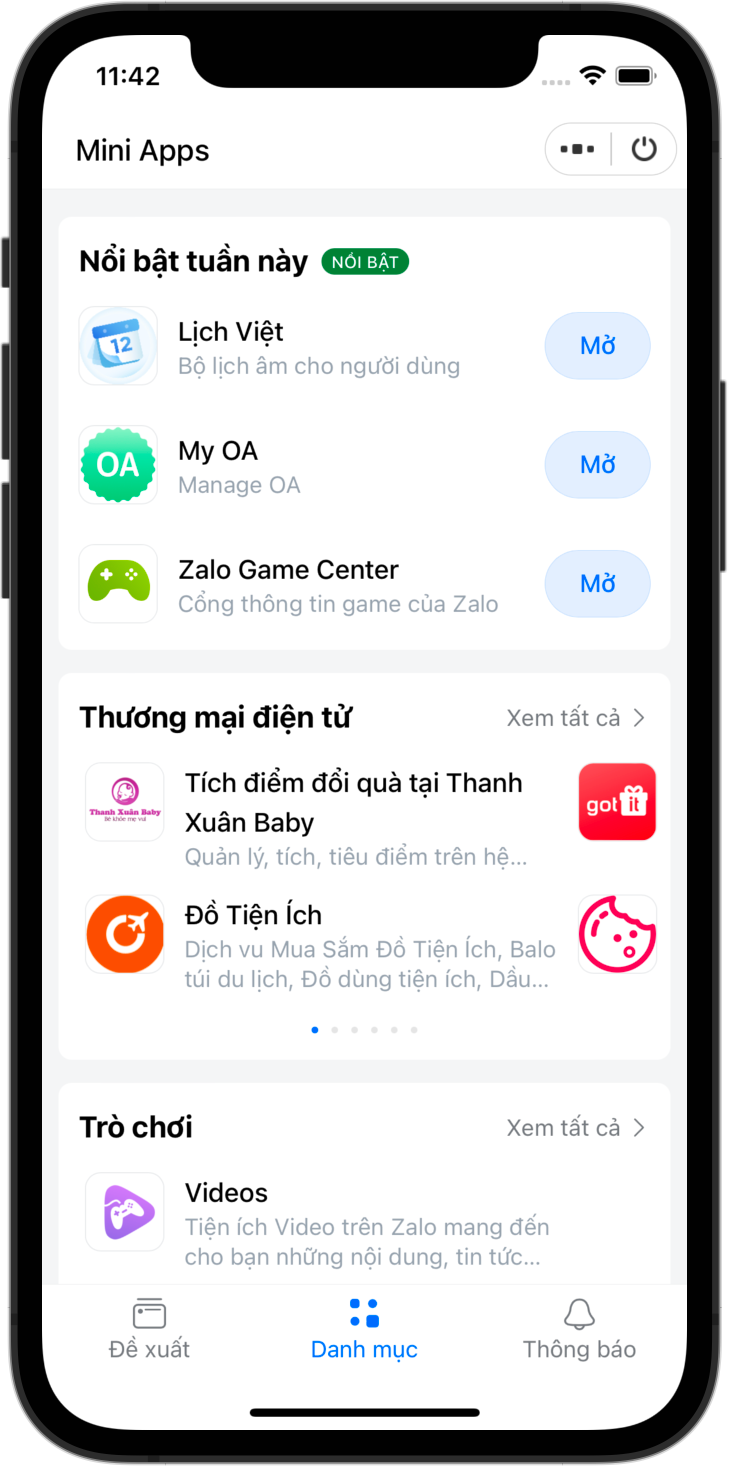 11:42
Mini Apps
Nổi bật tuần này NỔI BẬT
12
Lịch Việt
Bộ lịch âm cho người dùng
Mở
OA
My OA
Manage OA
Mở
Zalo Game Center
Cổng thông tin game của Zalo
Mở
Thương mại điện tử
Xem tất cả
Thanh Xuân Baby
Bé khỏe mẹ vui
Tích điểm đổi quà tại Thanh
Xuân Baby
Quản lý, tích, tiêu điểm trên hệ...
got it
Đồ Tiện Ích
Dịch vu Mua Sắm Đồ Tiện Ích, Balo
túi du lịch, Đồ dùng tiện ích, Dầu...
Trò chơi
Xem tất cả
Videos
Tiện ích Video trên Zalo mang đến
cho bạn những nội dung, tin tức...
Đề xuất
Danh mục
Thông báo